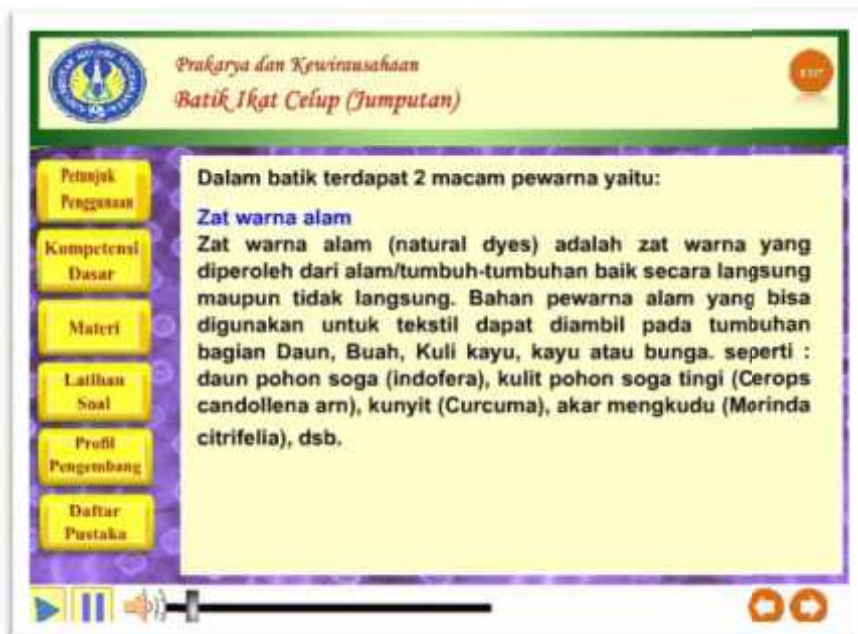 Prakarya dan Kewirausahaan
Batik Ikat Celup (Jumputan)
EXIT
Petunjuk
Penggunaan
Kompetensi
Dasar
Materi
Latihan
Soal
Profil
Pengembang
Daftar
Pustaka
Dalam batik terdapat 2 macam pewarna yaitu:
Zat warna alam
Zat warna alam (natural dyes) adalah zat warna yang
diperoleh dari alam/tumbuh-tumbuhan baik secara langsung
maupun tidak langsung. Bahan pewarna alam yang bisa
digunakan untuk tekstil dapat diambil pada tumbuhan
bagian Daun, Buah, Kuli kayu, kayu atau bunga. seperti :
daun pohon soga (indofera), kulit pohon soga tingi (Cerops
candollena arn), kunyit (Curcuma), akar mengkudu (Morinda
citrifelia), dsb.